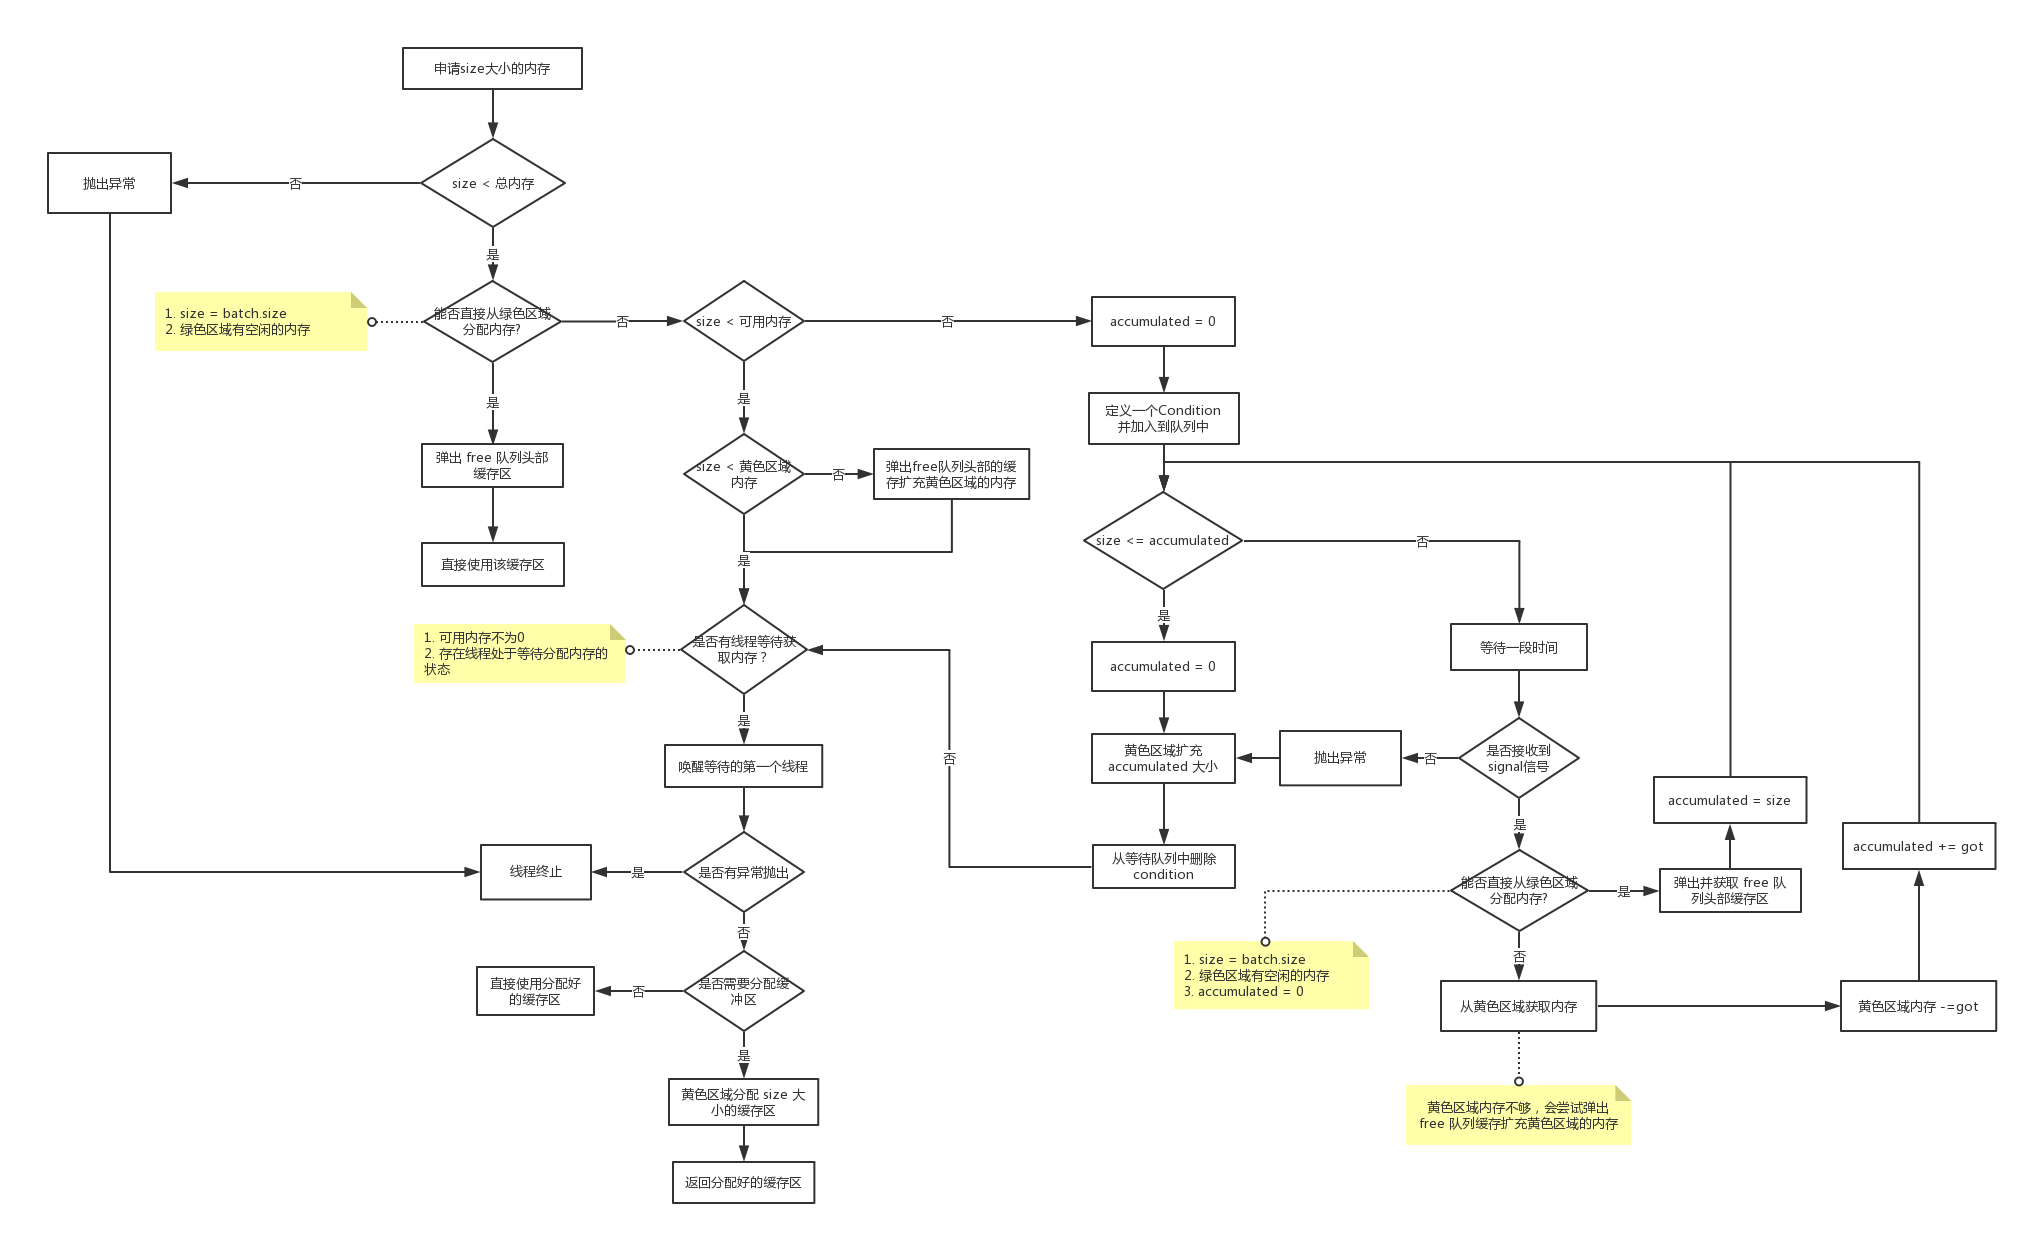 申请size大小的内存
抛出异常
否
size < 总内存
是
1. size = batch.size
2. 绿色区域有空闲的内存
能否直接从绿色区域
分配内存?
否
size < 可用内存
否
accumulated = 0
是
是
定义一个Condition
并加入到队列中
弹出 free 队列头部
缓存区
size < 黄色区域
内存
否
弹出free队列头部的缓
存扩充黄色区域的内存
size <= accumulated
否
直接使用该缓存区
是
是
1. 可用内存不为0
2. 存在线程处于等待分配内存的
状态
是否有线程等待获
取内存？
accumulated = 0
等待一段时间
是
唤醒等待的第一个线程
否
黄色区域扩充
accumulated 大小
抛出异常
否
是否接收到
signal信号
accumulated = size
是
accumulated += got
线程终止
是
是否有异常抛出
从等待队列中删除
condition
能否直接从绿色区域
分配内存?
是
弹出并获取 free 队
列头部缓存区
否
否
1. size = batch.size
2. 绿色区域有空闲的内存
3. accumulated = 0
直接使用分配好
的缓存区
否
是否需要分配缓
冲区
从黄色区域获取内存
黄色区域内存 -=got
是
黄色区域分配 size 大
小的缓存区
黄色区域内存不够，会尝试弹出
free 队列缓存扩充黄色区域的内存
返回分配好的缓存区